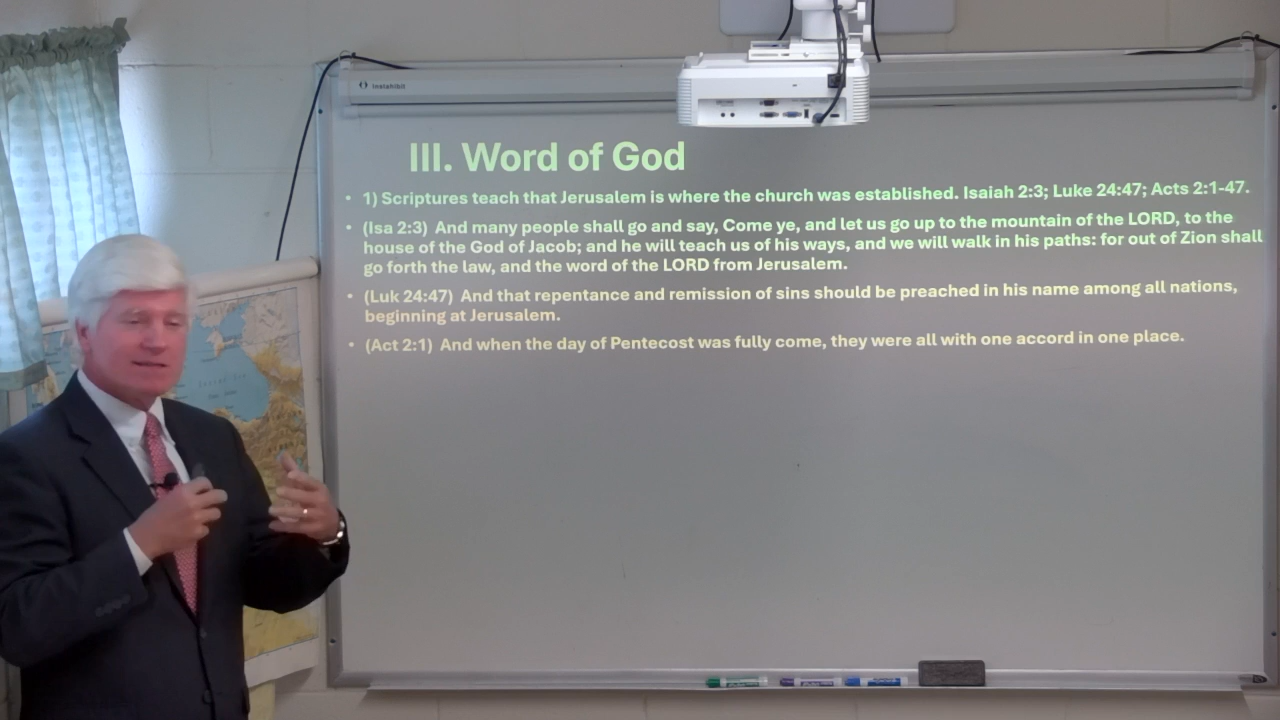 Instahibit
III. Word of God
• 1) Scriptures teach that Jerusalem is where the church was established. Isaiah 2:3; Luke 24:47; Acts 2:1-47.
• (Isa 2:3) And many people shall go and say, Come ye, and let us go up to the mountain of the LORD, to the
house of the God of Jacob; and he will teach us of his ways, and we will walk in his paths: for out of Zion shall
go forth the law, and the word of the LORD from Jerusalem.
• (Luk 24:47) And that repentance and remission of sins should be preached in his name among all nations,
beginning at Jerusalem.
• (Act 2:1) And when the day of Pentecost was fully come, they were all with one accord in one place.